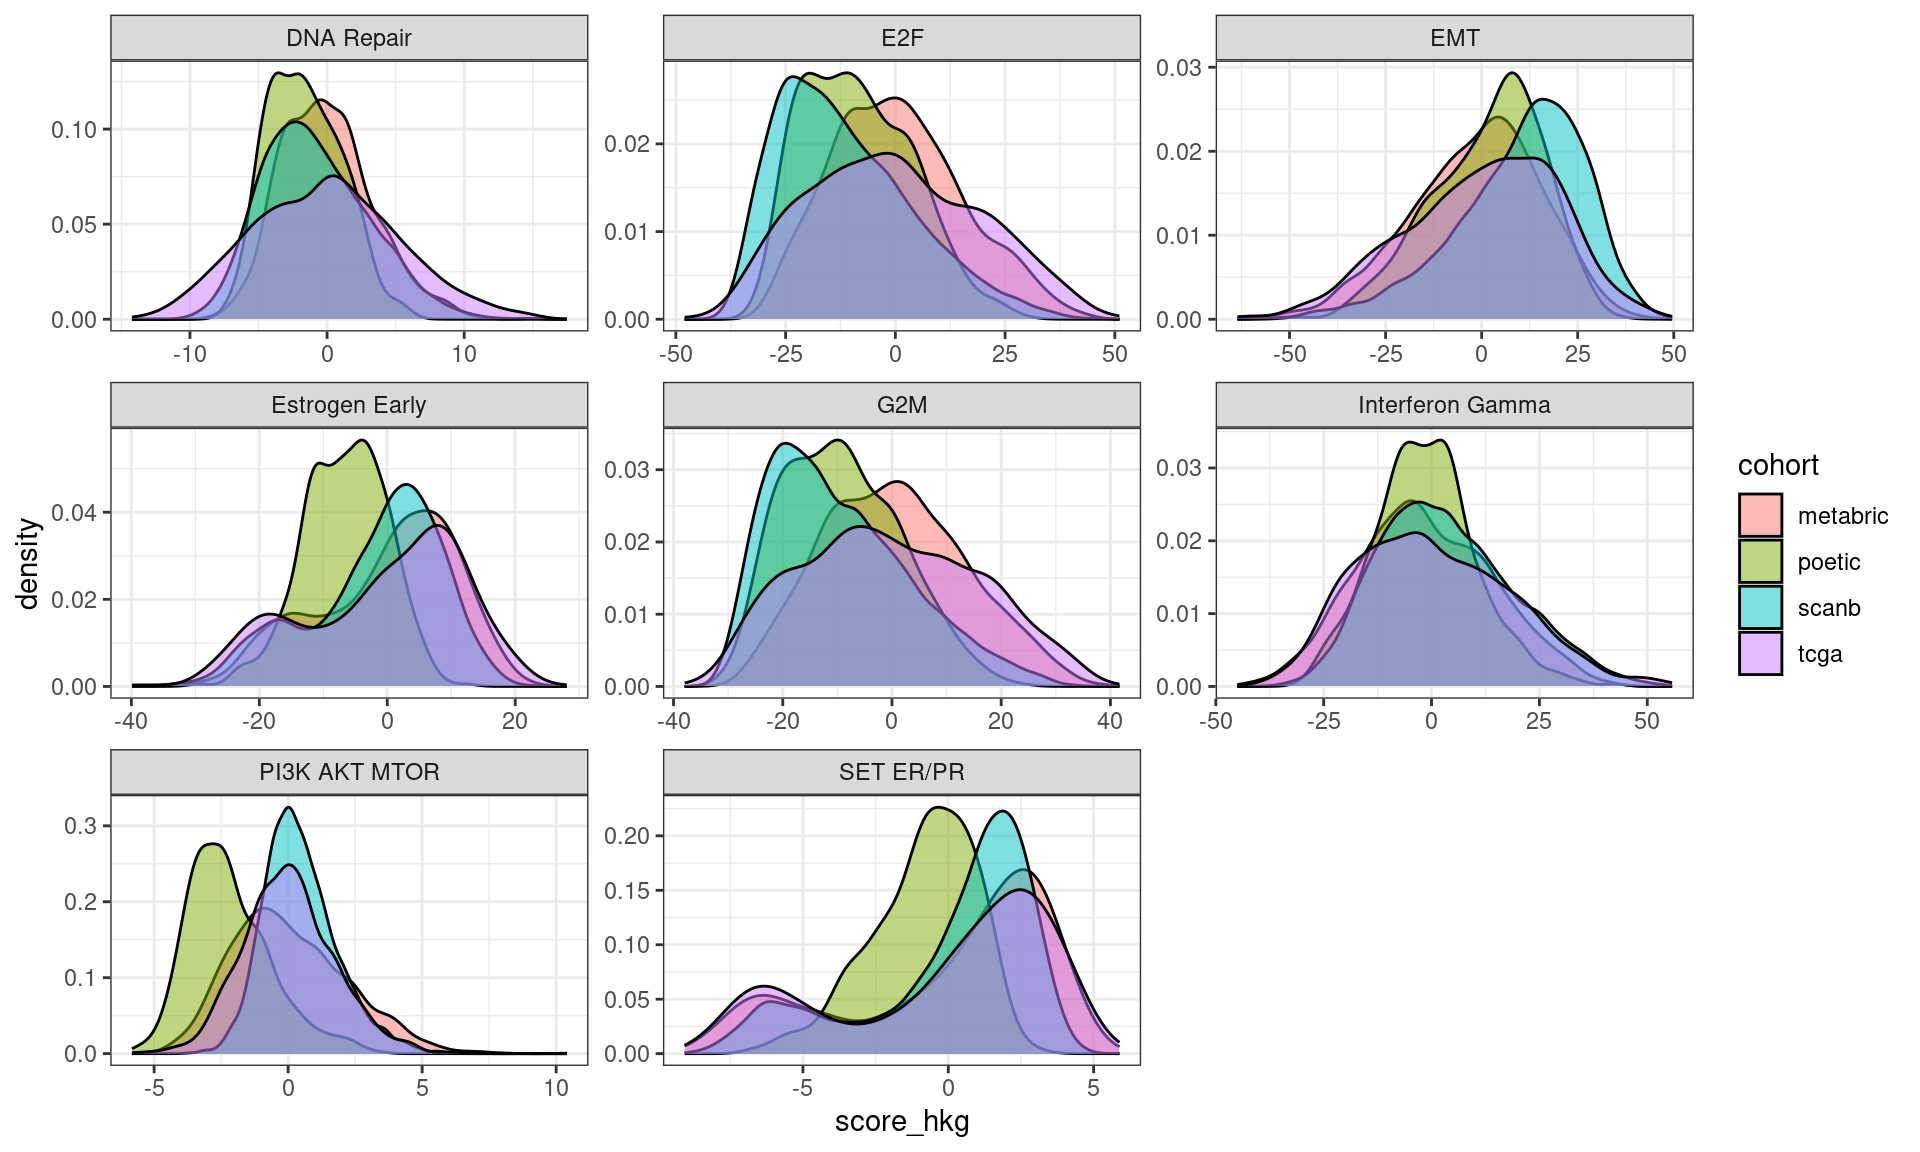 DNA Repair
E2F
EMT
0.10
0.05
0.00
-10 0 10
0.02
0.01
0.00
-50 -25 0 25 50
0.03
0.02
0.01
0.00
-50 -25 0 25 50
Estrogen Early
G2M
Interferon Gamma
0.04
0.02
0.00
-40 -20 0 20
0.03
0.02
0.01
0.00
-40 -20 0 20 40
0.03
0.02
0.01
0.00
-50 -25 0 25 50
PI3K AKT MTOR
SET ER/PR
0.3
0.2
0.1
0.0
-5 0 5 10
0.20
0.15
0.10
0.05
0.00
-5 0 5
density
score_hkg
cohort
metabric
poetic
scanb
tcga